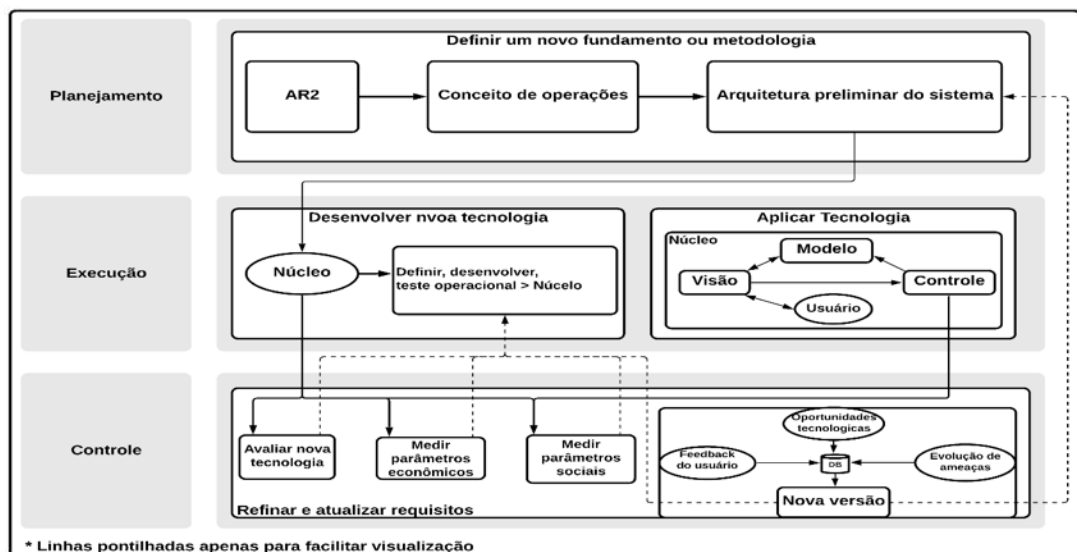 Planejamento
Definir um novo fundamento ou metodologia
AR2
Conceito de operações
Arquitetura preliminar do sistema
Execução
Desenvolver nvoa tecnologia
Núcleo
Definir, desenvolver,
teste operacional > Núcelo
Aplicar Tecnologia
Núcleo
Modelo
Visão
Controle
Usuário
Controle
Avaliar nova
tecnologia
Medir
parâmetros
econômicos
Medir
parâmetros
sociais
Oportunidades
tecnologicas
Feedback
do usuário
DB
Evolução de
ameaças
Nova versão
Refinar e atualizar requisitos
* Linhas pontilhadas apenas para facilitar visualização